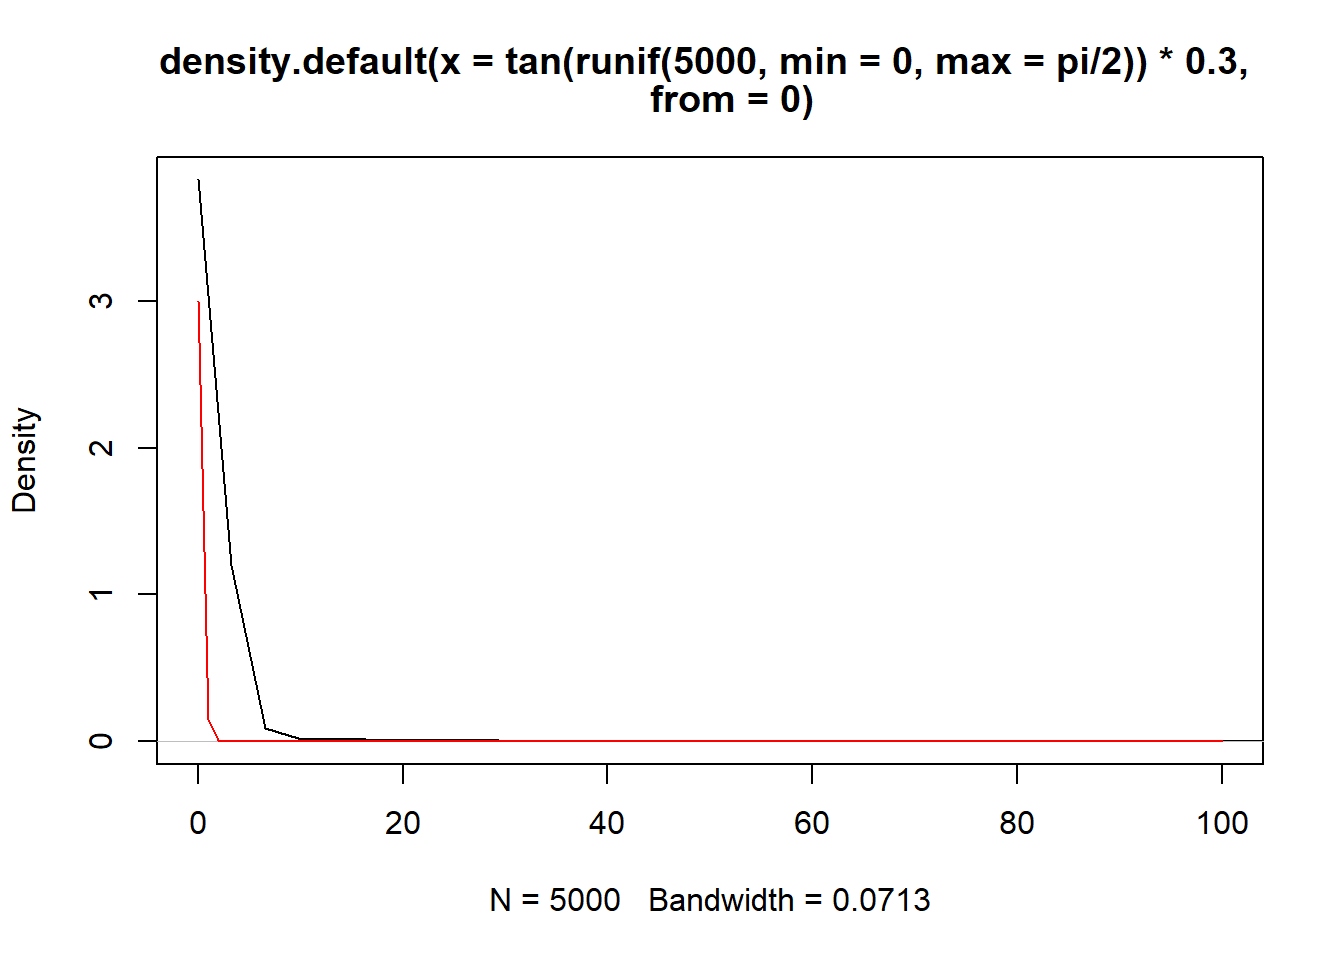 density.default(x = tan(runif(5000, min = 0, max = pi/2)) * 0.3,
from = 0)
Density
3
2
1
0
0 20 40 60 80 100
N = 5000 Bandwidth = 0.0713